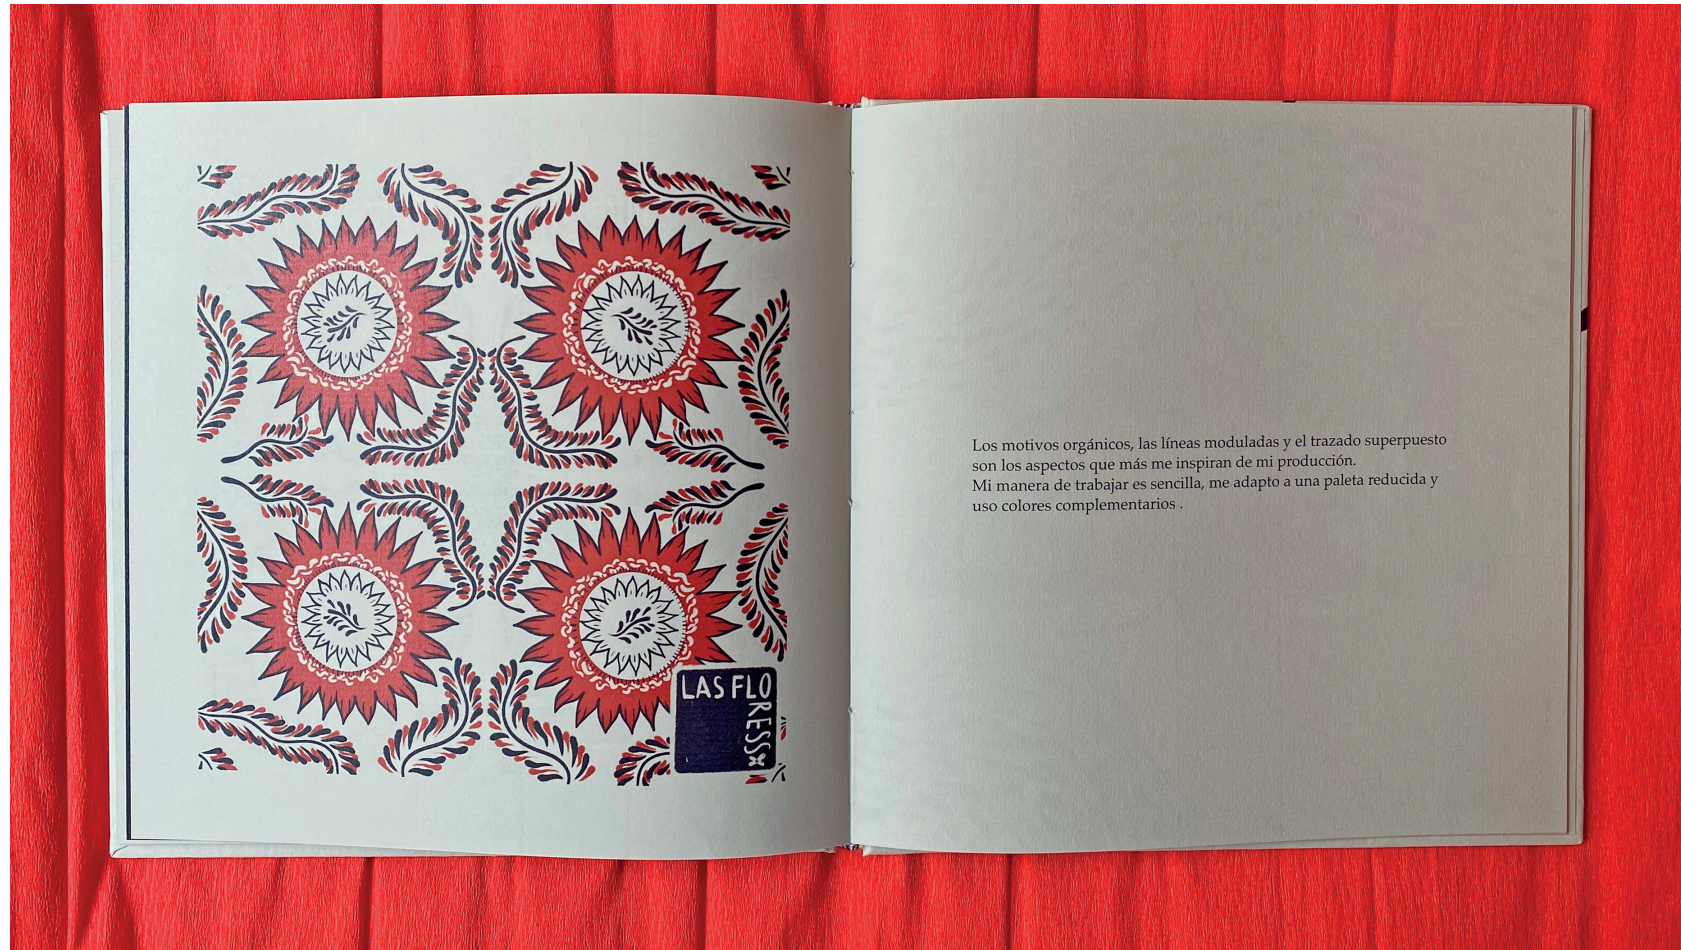 LAS FLO
RESSX
Los motivos orgánicos, las líneas moduladas y el trazado superpuesto
son los aspectos que más me inspiran de mi producción.
Mi manera de trabajar es sencilla, me adapto a una paleta reducida y
uso colores complementarios .